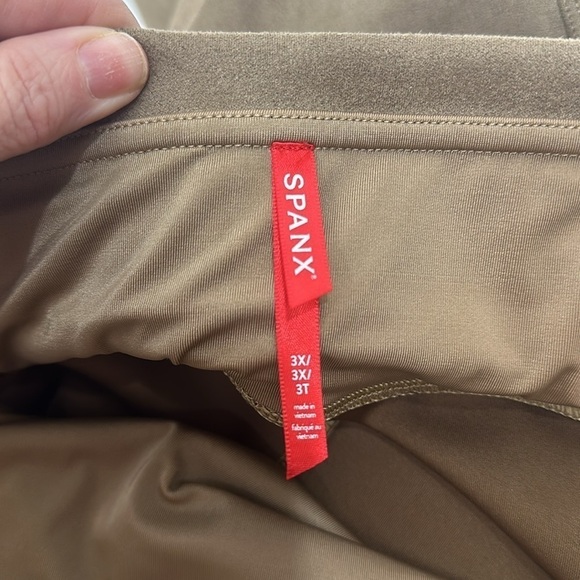 SPANX®
3X/
3X/
3T
made in
vietnam
fabriqué au
vietnam